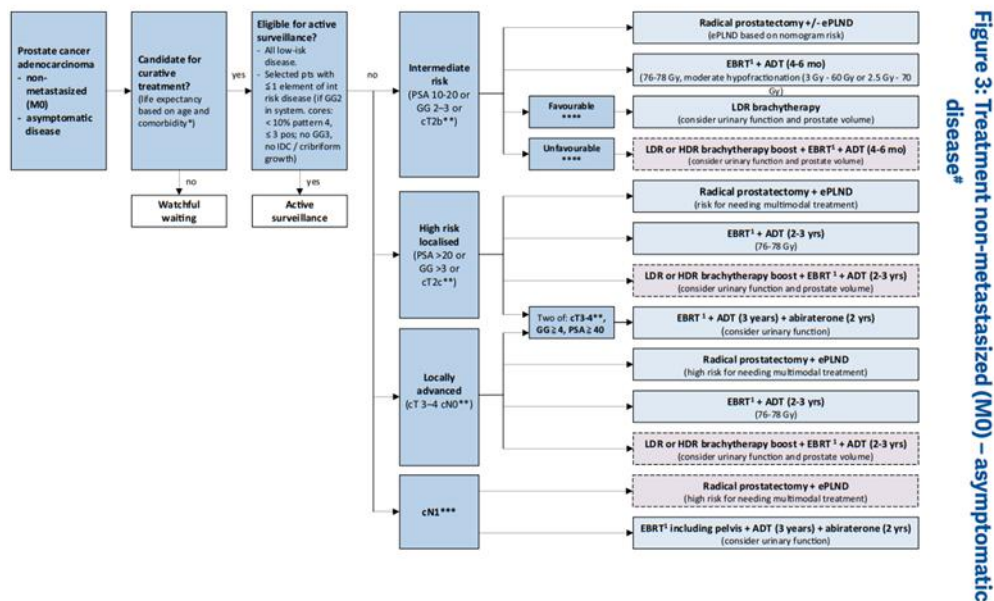 Figure 3: Treatment non-metastasized (M0) – asymptomatic
disease#
Prostate cancer
adenocarcinoma
- non-
metastasized (M0)
- asymptomatic
disease
Candidate for
curative treatment?
(life expectancy
based on age and
comorbidity*)
yes
no
Watchful
waiting
Eligible for active
surveillance?
- All low-isk
disease.
- Selected pts with
≤1 element of int
risk disease (if GG2
in system. cores:
< 10% pattern 4,
≤ 3 pos; no GG3,
no IDC / cribriform
growth)
yes
Active
surveillance
no
Intermediate
risk
(PSA 10-20 or
GG 2–3 or
cT2b**)
Radical prostatectomy +/- ePLND
(ePLND based on nomogram risk)
EBRT¹ + ADT (4-6 mo)
(76-78 Gy, moderate hypofractionation (3 Gy - 60 Gy or 2.5 Gy - 70
Gy)
Favourable
****
LDR brachytherapy
(consider urinary function and prostate volume)
Unfavourable
****
LDR or HDR brachytherapy boost + EBRT¹ + ADT (4-6 mo)
(consider urinary function and prostate volume)
High risk
localised
(PSA >20 or
GG >3 or
cT2c**)
Radical prostatectomy + ePLND
(risk for needing multimodal treatment)
EBRT¹ + ADT (2-3 yrs)
(76-78 Gy)
LDR or HDR brachytherapy boost + EBRT ¹ + ADT (2-3 yrs)
(consider urinary function and prostate volume)
Two of: cT3-4**,
GG ≥ 4, PSA ≥ 40
EBRT ¹ + ADT (3 years) + abiraterone (2 yrs)
(consider urinary function)
Locally
advanced
(cT 3–4 cN0**)
Radical prostatectomy + ePLND
(high risk for needing multimodal treatment)
EBRT¹ + ADT (2-3 yrs)
(76-78 Gy)
LDR or HDR brachytherapy boost + EBRT ¹ + ADT (2-3 yrs)
(consider urinary function and prostate volume)
cN1***
Radical prostatectomy + ePLND
(high risk for needing multimodal treatment)
EBRT¹ including pelvis + ADT (3 years) + abiraterone (2 yrs)
(consider urinary function)